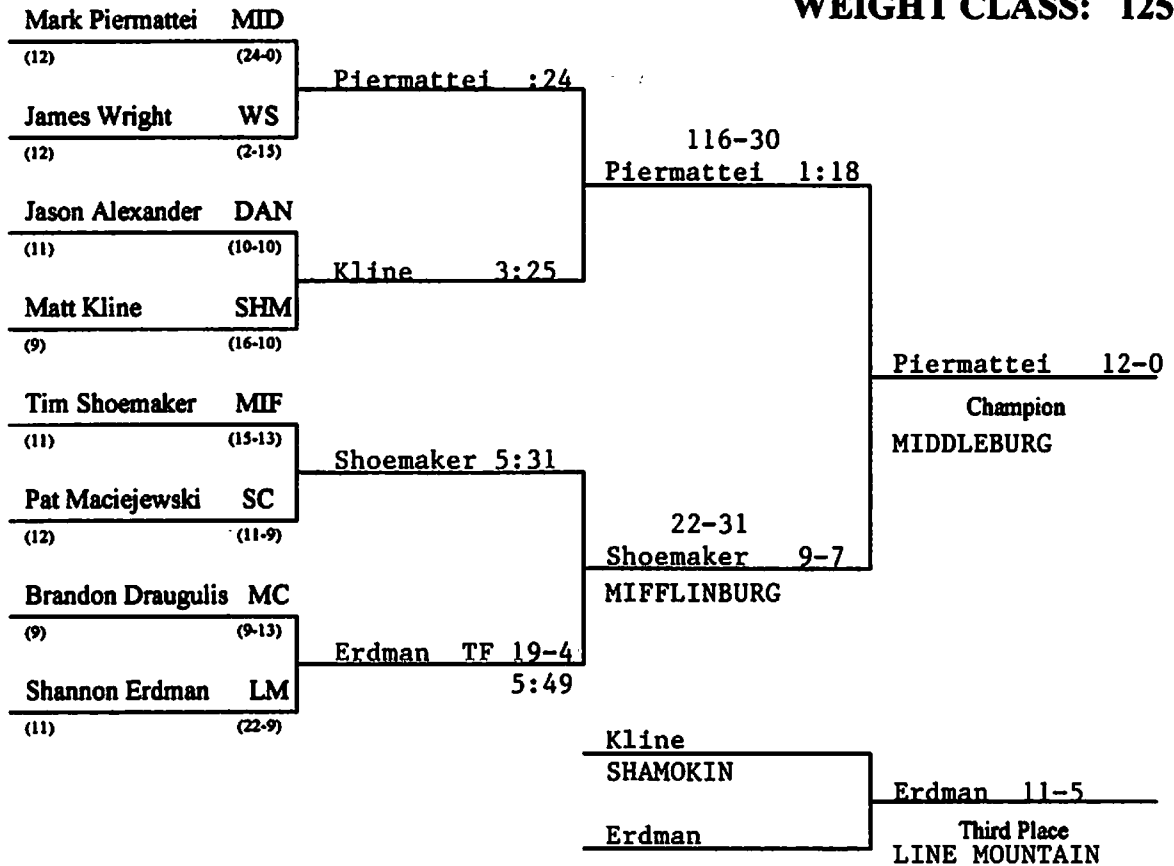 WEIGHT CLASS: 125
Mark Piermattei MID
(12) (24-0)
Piermattei :24
James Wright WS
(12) (2-15)
116-30
Piermattei 1:18
Jason Alexander DAN
(11) (10-10)
Kline 3:25
Matt Kline SHM
(9) (16-10)
Piermattei 12-0
Champion
MIDDLEBURG
Tim Shoemaker MIF
(11) (15-13)
Shoemaker 5:31
Pat Maciejewski SC
(12) (11-9)
22-31
Shoemaker 9-7
MIFFLINBURG
Brandon Draugulis MC
(9) (9-13)
Erdman TF 19-4
5:49
Shannon Erdman LM
(11) (22-9)
Kline
SHAMOKIN
Erdman 11-5
Third Place
LINE MOUNTAIN
Erdman